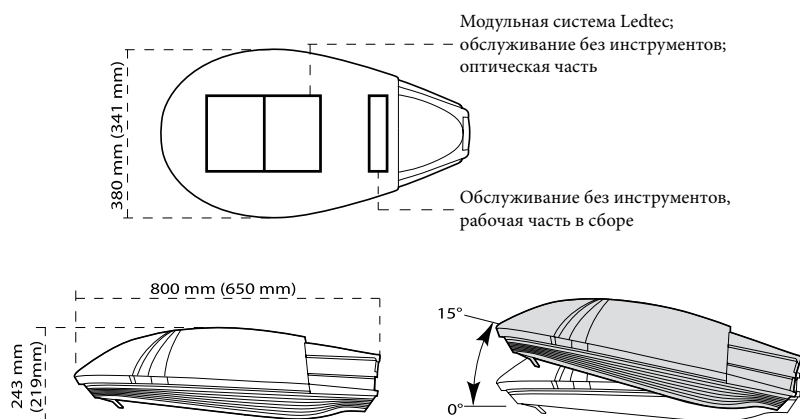 Модульная система Ledtec;
обслуживание без инструментов;
оптическая часть
380 mm (341 mm)
Обслуживание без инструментов,
рабочая часть в сборе
800 mm (650 mm)
243 mm
(219mm)
15°
0°